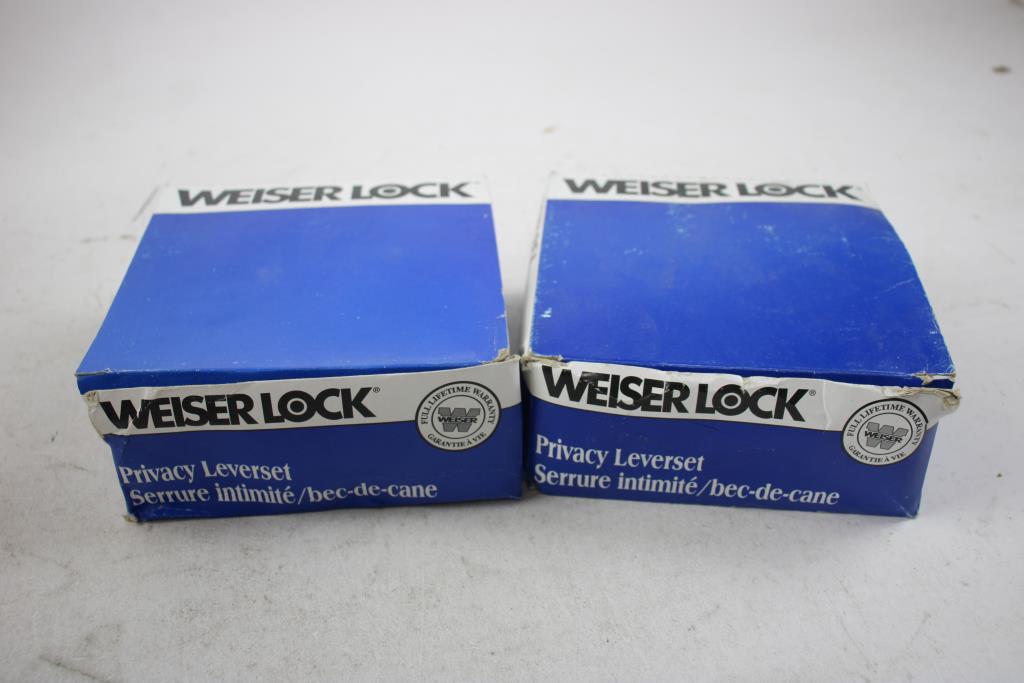 WEISER LOCK
WEISER LOCK®
FULL LIFETIME WARRANTY
W
WEISER
GARANTIE À VIE
Privacy Leverset
Serrure intimité/bec-de-cane
WEISER LOCK
WEISER LOCK®
FULL LIFETIME WARRANTY
W
WEISER
GARANTIE À VIE
Privacy Leverset
Serrure intimité/bec-de-cane